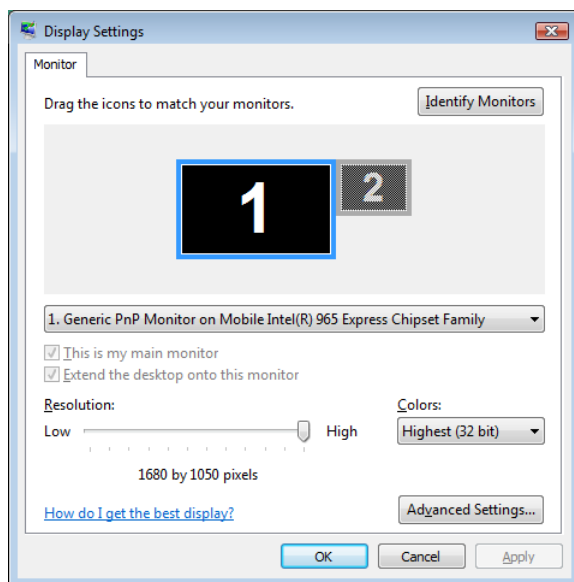 Display Settings
Monitor
Drag the icons to match your monitors.
Identify Monitors
1
2
1. Generic PnP Monitor on Mobile Intel(R) 965 Express Chipset Family
This is my main monitor
Extend the desktop onto this monitor
Resolution:
Colors:
Low
High
Highest (32 bit)
1680 by 1050 pixels
How do I get the best display?
Advanced Settings...
OK
Cancel
Apply